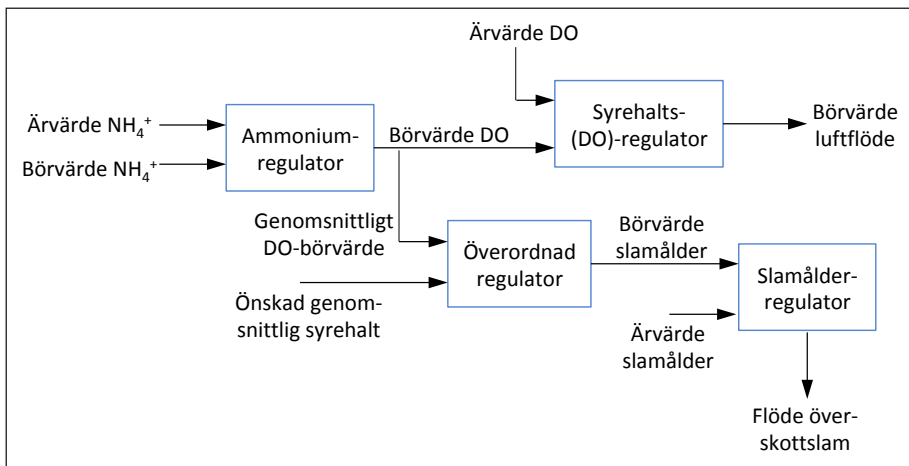 Ärvärde DO
Ärvärde NH₄⁺
Börvärde NH₄⁺
Ammonium-
regulator
Börvärde DO
Syrehalts-
(DO)-regulator
Börvärde
luftflöde
Genomsnittligt
DO-börvärde
Önskad genom-
snittlig syrehalt
Överordnad
regulator
Börvärde
slamålder
Ärvärde
slamålder
Slamålder-
regulator
Flöde över-
skottslam